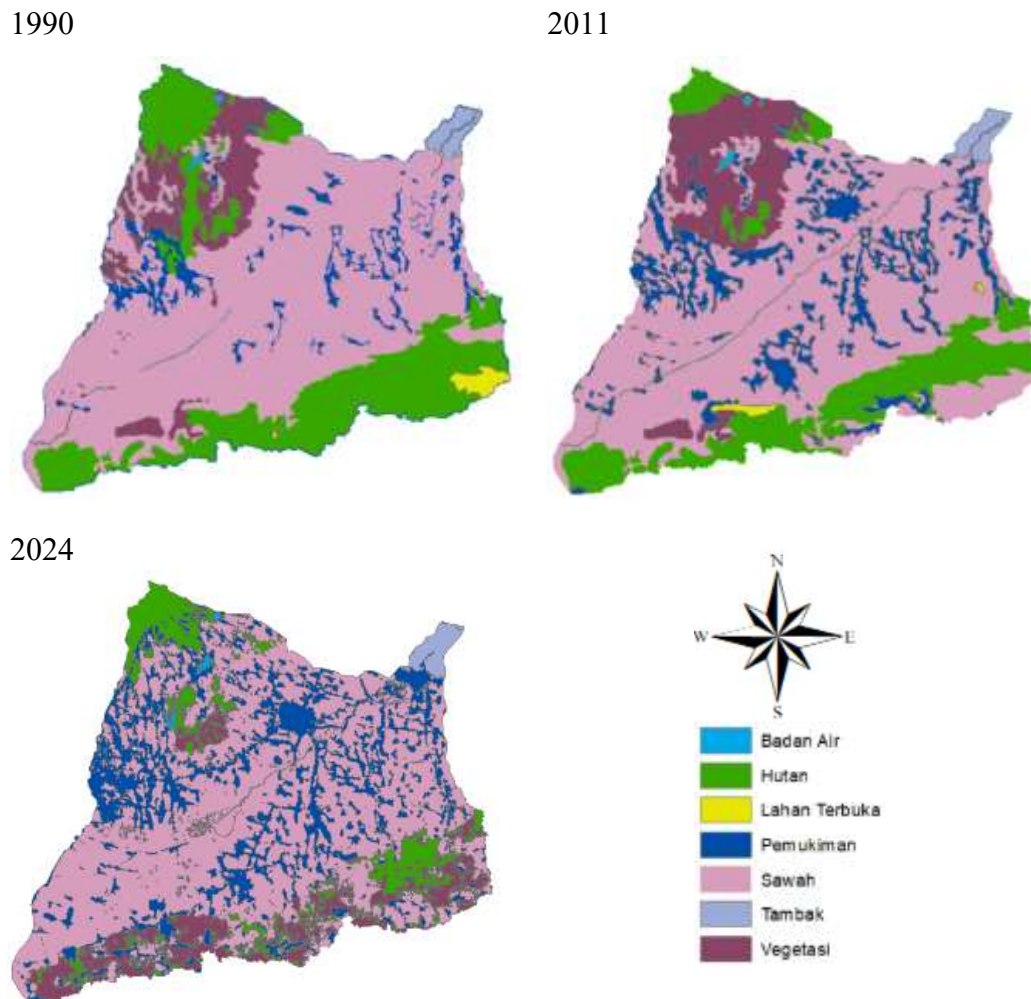 1990
2011
2024
N
W
E
S
Badan Air
Hutan
Lahan Terbuka
Pemukiman
Sawah
Tambak
Vegetasi